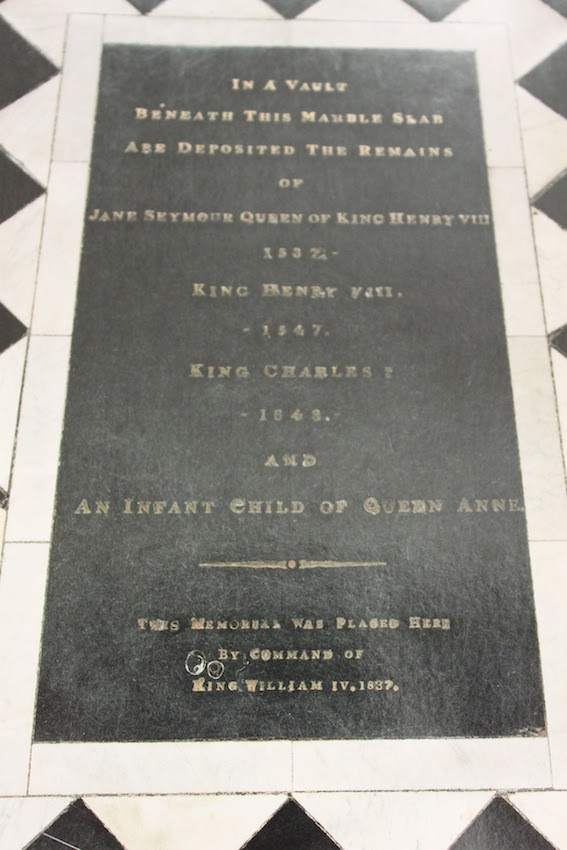 In A Vault
Beneath This Marble Slab
Are Deposited The Remains
of
Jane Seymour Queen of King Henry VIII
1537.
King Henry VIII.
1547.
King Charles I
1648.
and
An Infant Child of Queen Anne.
This Memorial Was Placed Here
By Command of
King William IV. 1837.